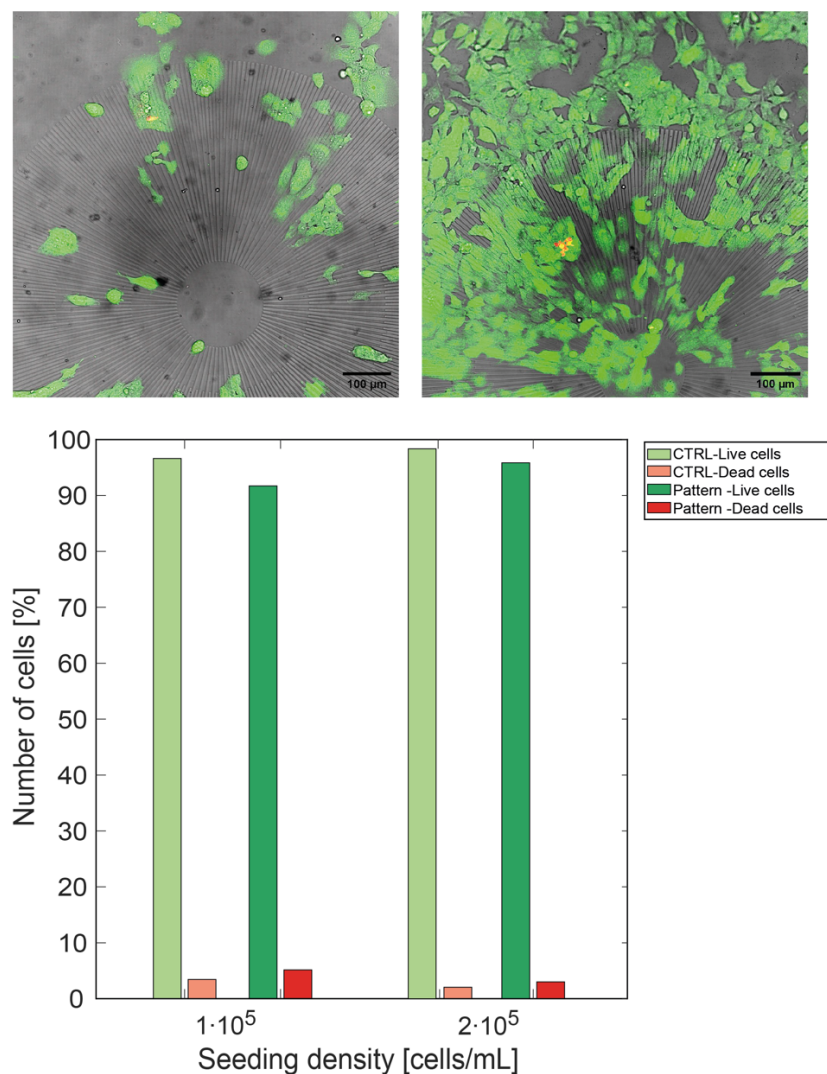 100 µm
100 µm
100
90
80
70
60
50
40
30
20
10
0
Number of cells [%]
1·10⁵
2·10⁵
Seeding density [cells/mL]
CTRL-Live cells
CTRL-Dead cells
Pattern -Live cells
Pattern -Dead cells